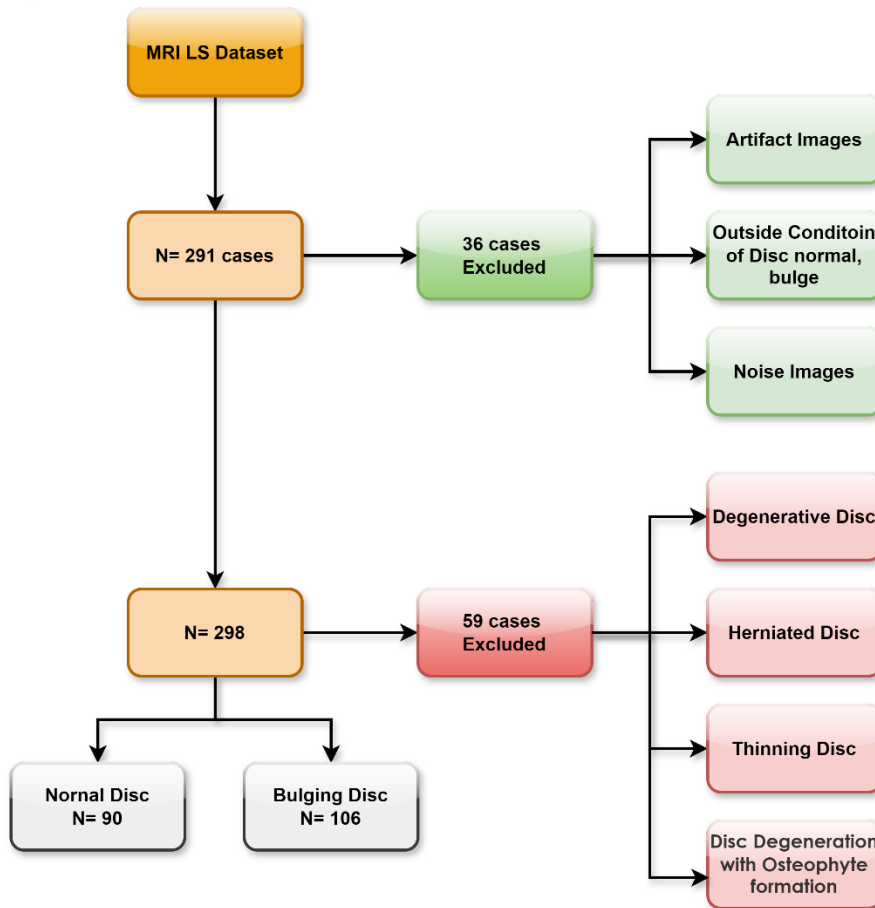 MRI LS Dataset
N= 291 cases
36 cases
Excluded
Artifact Images
Outside Conditoin
of Disc normal,
bulge
Noise Images
N= 298
59 cases
Excluded
Degenerative Disc
Herniated Disc
Thinning Disc
Disc Degeneration
with Osteophyte
formation
Nornal Disc
N= 90
Bulging Disc
N= 106